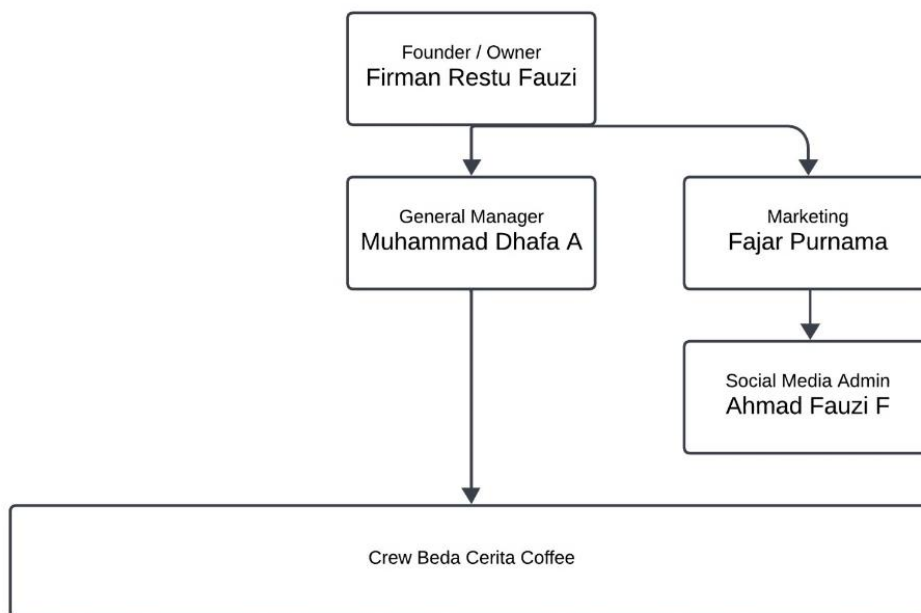 Founder / Owner
Firman Restu Fauzi
General Manager
Muhammad Dhafa A
Marketing
Fajar Purnama
Social Media Admin
Ahmad Fauzi F
Crew Beda Cerita Coffee